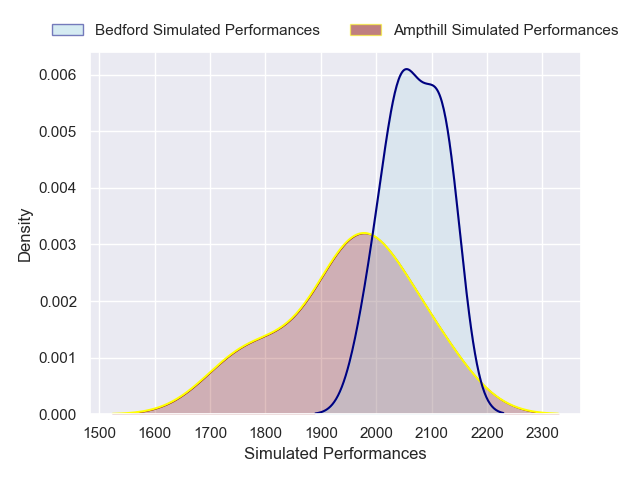 Bedford Simulated Performances Ampthill Simulated Performances
0.006
0.005
0.004
0.003
0.002
0.001
0.000
Density
1500 1600 1700 1800 1900 2000 2100 2200 2300
Simulated Performances